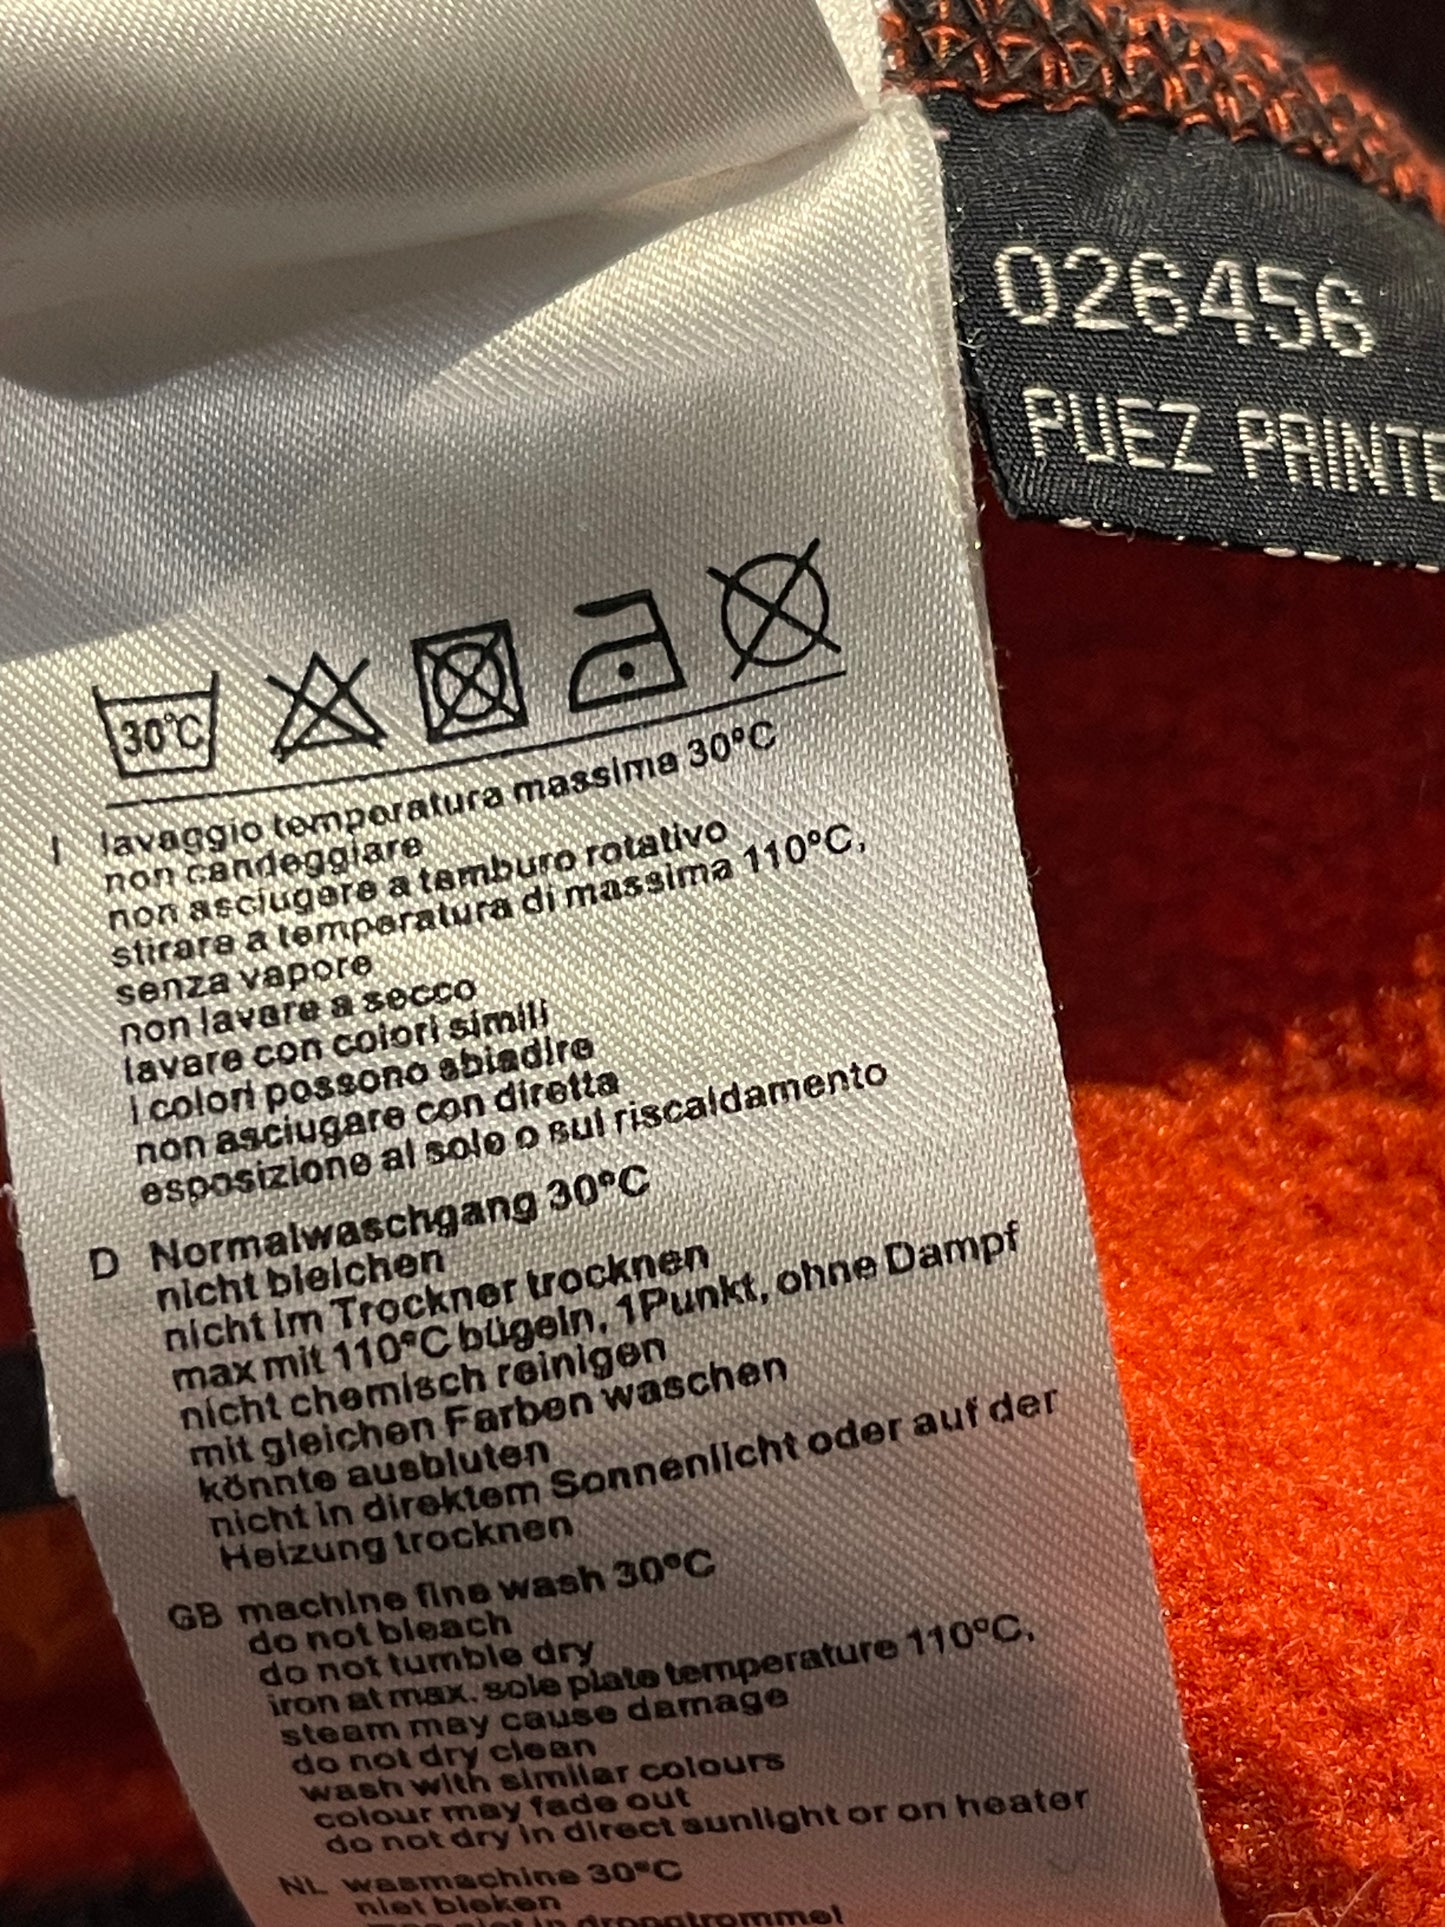 026456
PUEZ PRINTE
30°C
I lavaggio temperatura massima 30°C
non candeggiare
non asciugare a tamburo rotativo
stirare a temperatura di massima 110°C,
senza vapore
non lavare a secco
lavare con colori simili
i colori possono sbiadire
non asciugare con diretta
esposizione al sole o sul riscaldamento
D Normalwaschgang 30°C
nicht bleichen
nicht im Trockner trocknen
max mit 110°C bügeln, 1Punkt, ohne Dampf
nicht chemisch reinigen
mit gleichen Farben waschen
könnte ausbluten
nicht in direktem Sonnenlicht oder auf der
Heizung trocknen
GB machine fine wash 30°C
do not bleach
do not tumble dry
iron at max. sole plate temperature 110°C,
steam may cause damage
do not dry clean
wash with similar colours
colour may fade out
do not dry in direct sunlight or on heater
NL wasmachine 30°C
niet bleken
niet in droogtrommel